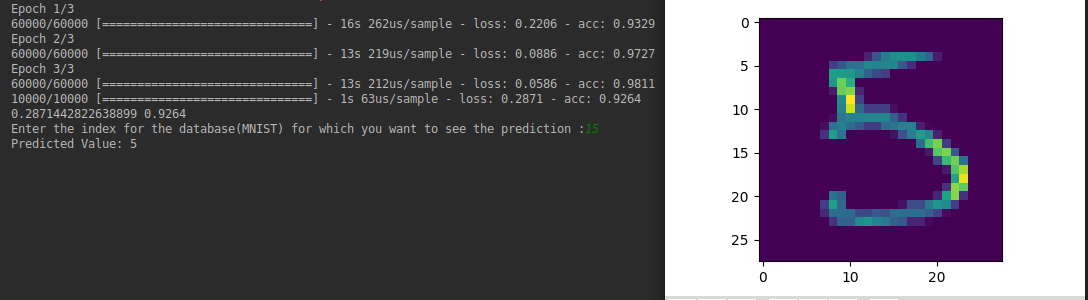 Epoch 1/3
60000/60000 [==============================] - 16s 262us/sample - loss: 0.2206 - acc: 0.9329
Epoch 2/3
60000/60000 [==============================] - 13s 219us/sample - loss: 0.0886 - acc: 0.9727
Epoch 3/3
60000/60000 [==============================] - 13s 212us/sample - loss: 0.0586 - acc: 0.9811
10000/10000 [==============================] - 1s 63us/sample - loss: 0.2871 - acc: 0.9264
0.2871442822638899 0.9264
Enter the index for the database(MNIST) for which you want to see the prediction :15
Predicted Value: 5
0
5
10
15
20
25
0 10 20
5